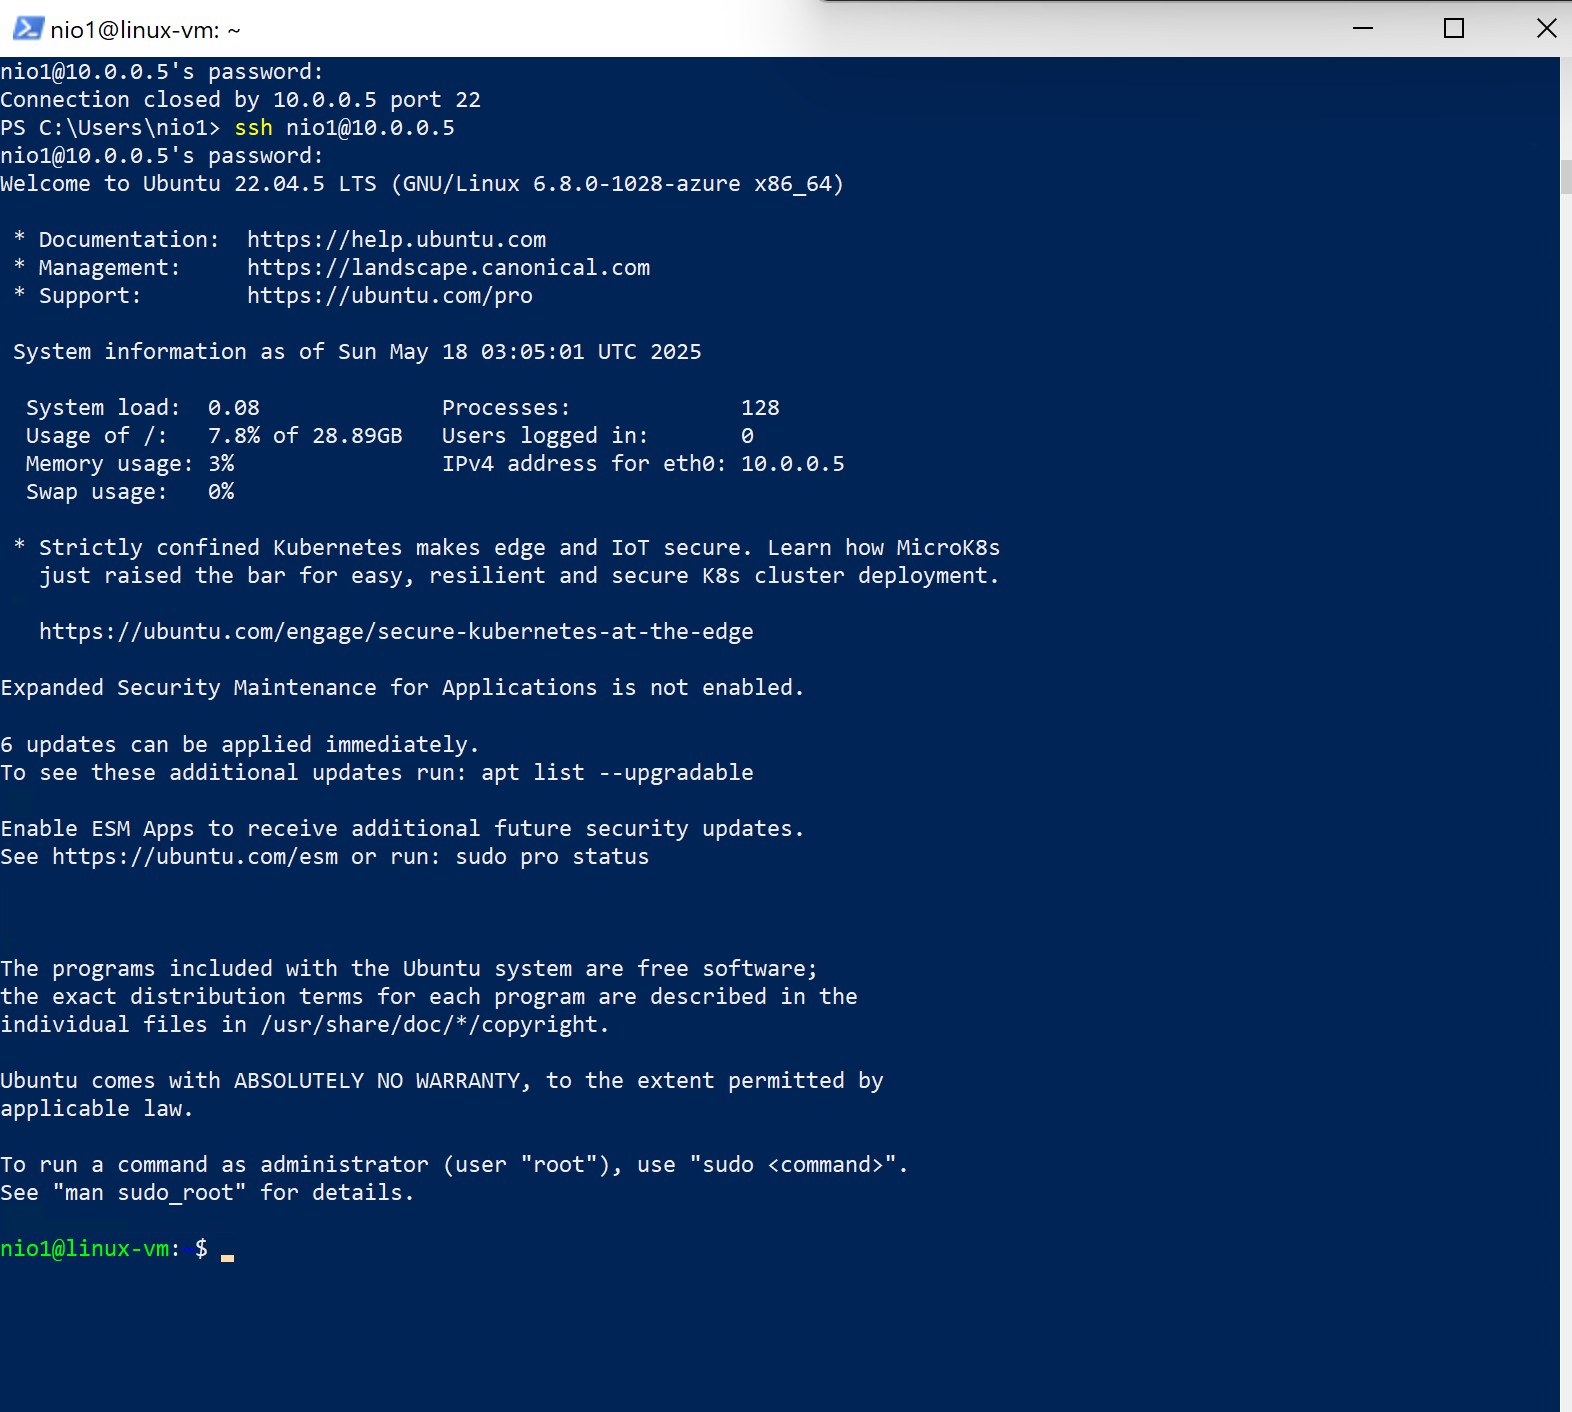 nio1@linux-vm: ~
nio1@10.0.0.5's password:
Connection closed by 10.0.0.5 port 22
PS C:\Users\nio1> ssh nio1@10.0.0.5
nio1@10.0.0.5's password:
Welcome to Ubuntu 22.04.5 LTS (GNU/Linux 6.8.0-1028-azure x86_64)
* Documentation:  https://help.ubuntu.com
* Management:     https://landscape.canonical.com
* Support:        https://ubuntu.com/pro
System information as of Sun May 18 03:05:01 UTC 2025
System load:  0.08              Processes:             128
Usage of /:   7.8% of 28.89GB   Users logged in:       0
Memory usage: 3%                IPv4 address for eth0: 10.0.0.5
Swap usage:   0%
* Strictly confined Kubernetes makes edge and IoT secure. Learn how MicroK8s
just raised the bar for easy, resilient and secure K8s cluster deployment.
https://ubuntu.com/engage/secure-kubernetes-at-the-edge
Expanded Security Maintenance for Applications is not enabled.
6 updates can be applied immediately.
To see these additional updates run: apt list --upgradable
Enable ESM Apps to receive additional future security updates.
See https://ubuntu.com/esm or run: sudo pro status
The programs included with the Ubuntu system are free software;
the exact distribution terms for each program are described in the
individual files in /usr/share/doc/*/copyright.
Ubuntu comes with ABSOLUTELY NO WARRANTY, to the extent permitted by
applicable law.
To run a command as administrator (user "root"), use "sudo <command>".
See "man sudo_root" for details.
nio1@linux-vm:~$